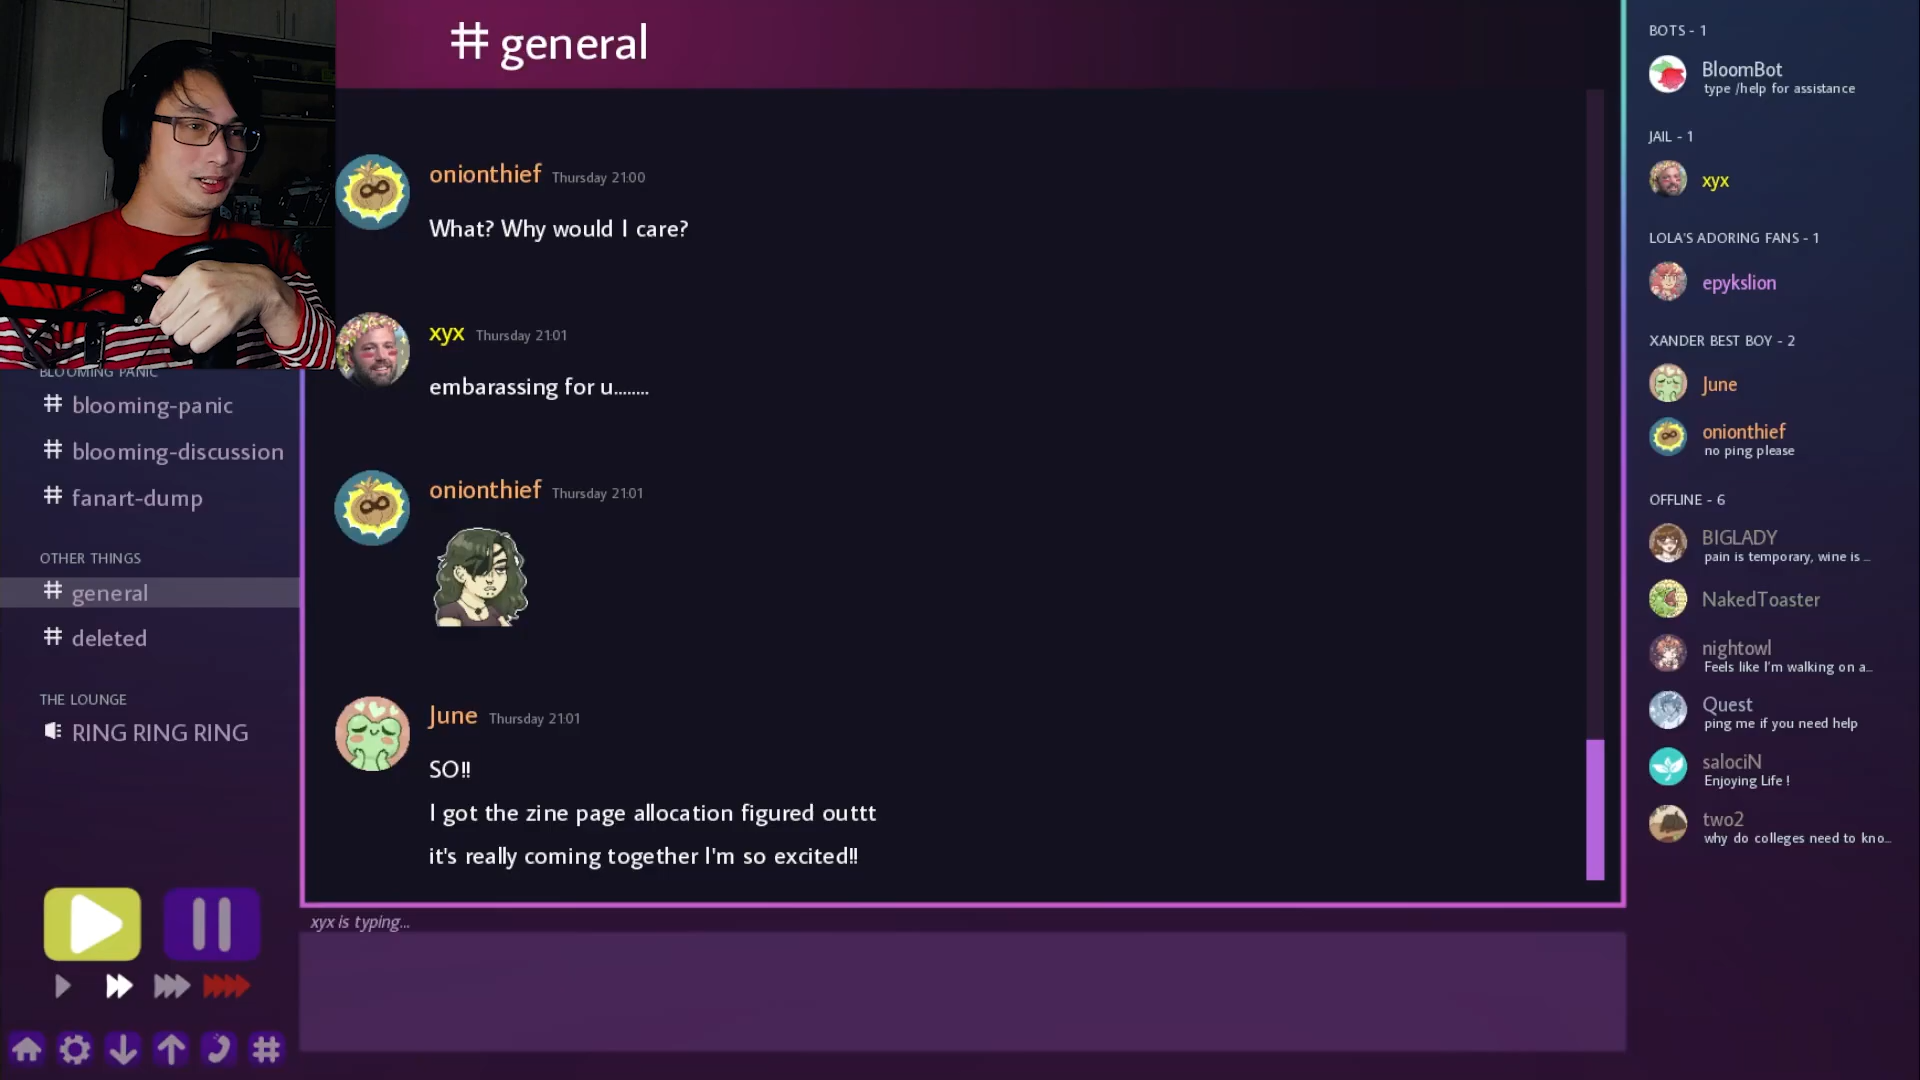 # general
onionthief Thursday 21:00
What? Why would I care?
xyx Thursday 21:01
embarassing for u........
onionthief Thursday 21:01
June Thursday 21:01
SO!!
I got the zine page allocation figured outtt
it's really coming together I'm so excited!!
xyx is typing...
BLOOMING PANIC
# blooming-panic
# blooming-discussion
# fanart-dump
OTHER THINGS
# general
# deleted
THE LOUNGE
RING RING RING
BOTS - 1
BloomBot
type /help for assistance
JAIL - 1
xyx
LOLA'S ADORING FANS - 1
epykslion
XANDER BEST BOY - 2
June
onionthief
no ping please
OFFLINE - 6
BIGLADY
pain is temporary, wine is ...
NakedToaster
nightowl
Feels like I'm walking on a...
Quest
ping me if you need help
salociN
Enjoying Life !
two2
why do colleges need to kno...